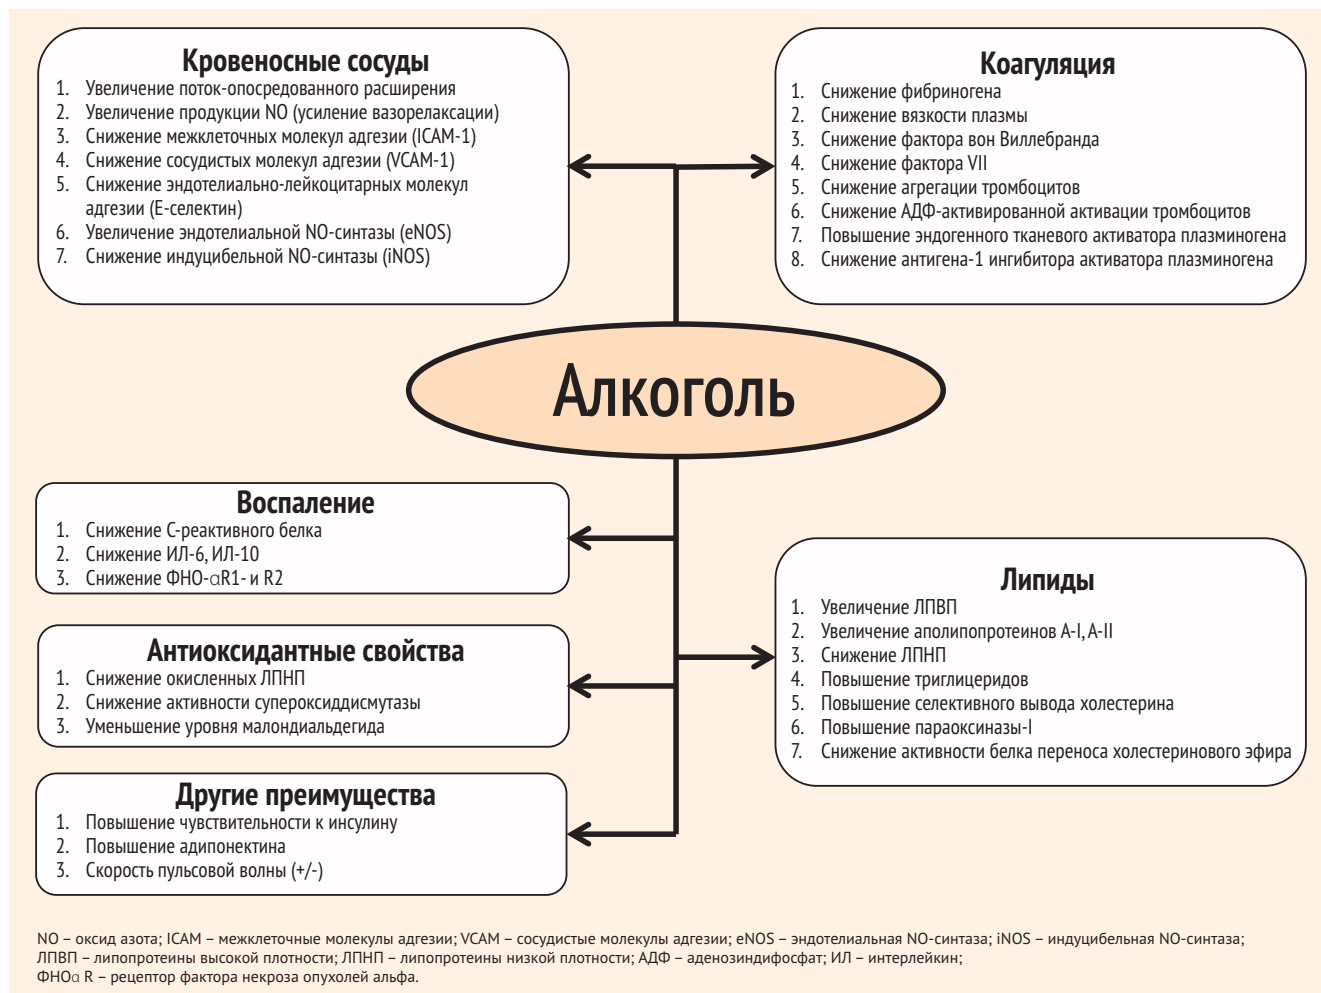 Кровеносные сосуды
1. Увеличение поток-опосредованного расширения
2. Увеличение продукции NO (усиление вазорелаксации)
3. Снижение межклеточных молекул адгезии (ICAM-1)
4. Снижение сосудистых молекул адгезии (VCAM-1)
5. Снижение эндотелиально-лейкоцитарных молекул
адгезии (Е-селектин)
6. Увеличение эндотелиальной NO-синтазы (eNOS)
7. Снижение индуцибельной NO-синтазы (iNOS)
Коагуляция
1. Снижение фибриногена
2. Снижение вязкости плазмы
3. Снижение фактора вон Виллебранда
4. Снижение фактора VII
5. Снижение агрегации тромбоцитов
6. Снижение АДФ-активированной активации тромбоцитов
7. Повышение эндогенного тканевого активатора плазминогена
8. Снижение антигена-1 ингибитора активатора плазминогена
Алкоголь
Воспаление
1. Снижение С-реактивного белка
2. Снижение ИЛ-6, ИЛ-10
3. Снижение ФНО-αR1- и R2
Антиоксидантные свойства
1. Снижение окисленных ЛПНП
2. Снижение активности супероксиддисмутазы
3. Уменьшение уровня малондиальдегида
Другие преимущества
1. Повышение чувствительности к инсулину
2. Повышение адипонектина
3. Скорость пульсовой волны (+/-)
Липиды
1. Увеличение ЛПВП
2. Увеличение аполипопротеинов A-I, A-II
3. Снижение ЛПНП
4. Повышение триглицеридов
5. Повышение селективного вывода холестерина
6. Повышение параоксиназы-I
7. Снижение активности белка переноса холестеринового эфира
NO – оксид азота; ICAM – межклеточные молекулы адгезии; VCAM – сосудистые молекулы адгезии; eNOS – эндотелиальная NO-синтаза; iNOS – индуцибельная NO-синтаза;
ЛПВП – липопротеины высокой плотности; ЛПНП – липопротеины низкой плотности; АДФ – аденозиндифосфат; ИЛ – интерлейкин;
ФНОα R – рецептор фактора некроза опухолей альфа.